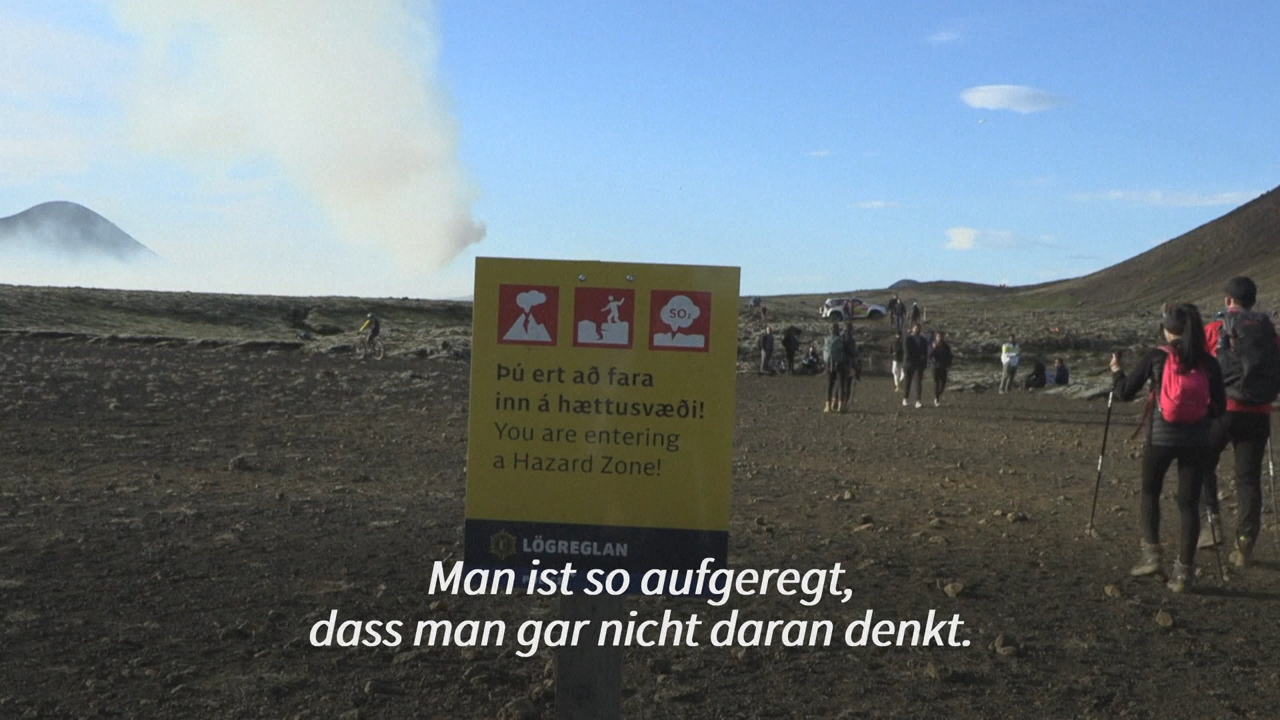 SO₂
Þú ert að fara
inn á hættusvæði!
You are entering
a Hazard Zone!
LÖGREGLAN
Man ist so aufgeregt,
dass man gar nicht daran denkt.